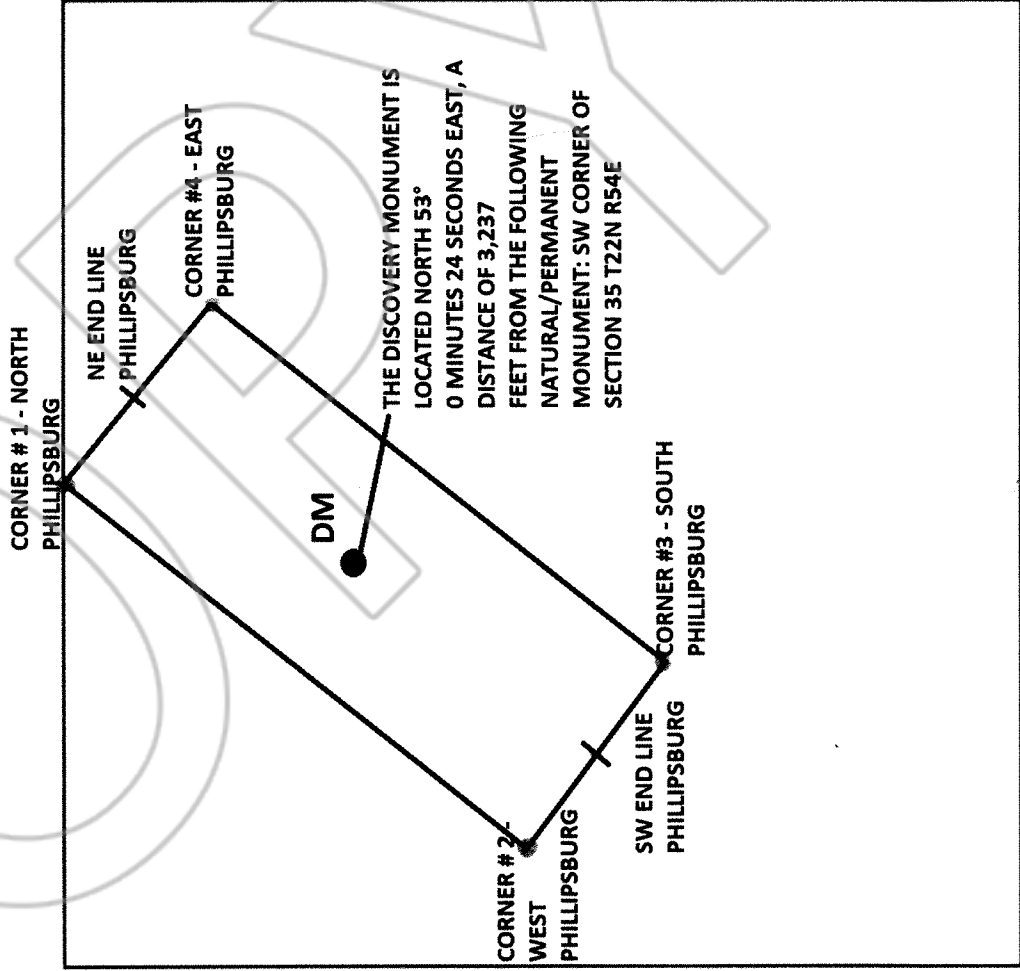 CORNER # 1 - NORTH
PHILLIPSBURG
NE END LINE
PHILLIPSBURG
CORNER #4 - EAST
PHILLIPSBURG
DM
THE DISCOVERY MONUMENT IS
LOCATED NORTH 53°
0 MINUTES 24 SECONDS EAST, A
DISTANCE OF 3,237
FEET FROM THE FOLLOWING
NATURAL/PERMANENT
MONUMENT: SW CORNER OF
SECTION 35 T22N R54E
CORNER # 2 -
WEST
PHILLIPSBURG
CORNER #3 - SOUTH
PHILLIPSBURG
SW END LINE
PHILLIPSBURG
COPY